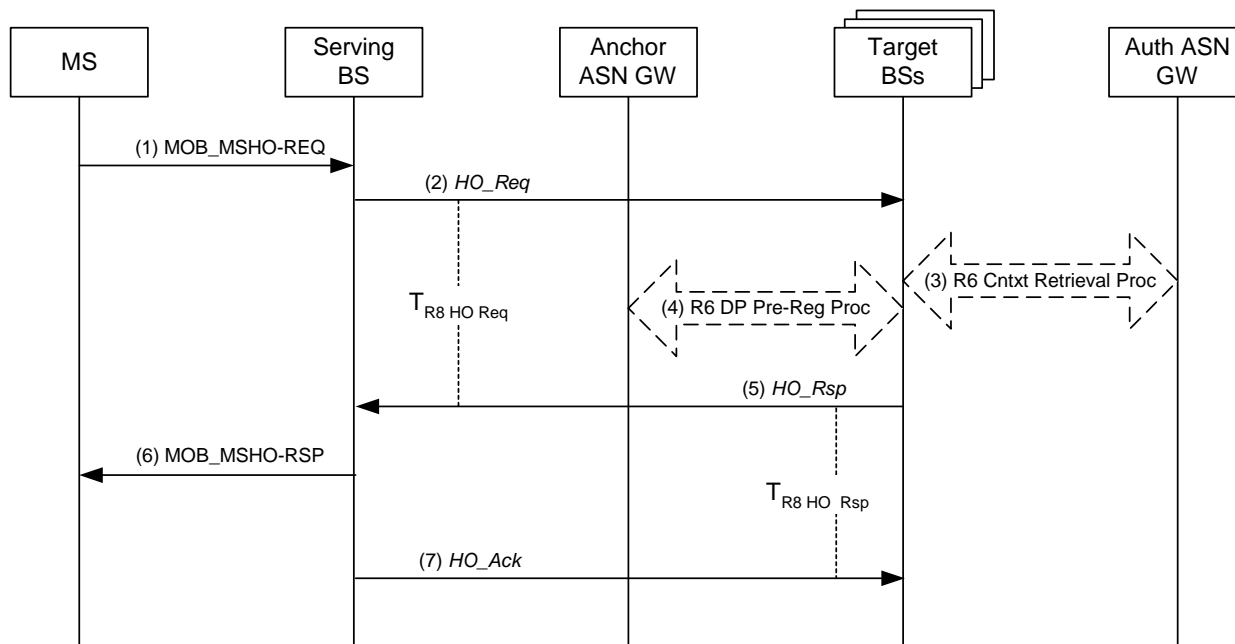 MS
Serving
BS
Anchor
ASN GW
Target
BSs
Auth ASN
GW
(1) MOB_MSHO-REQ
(2) HO_Req
(3) R6 Cntxt Retrieval Proc
(4) R6 DP Pre-Reg Proc
T R8 HO Req
(5) HO_Rsp
(6) MOB_MSHO-RSP
T R8 HO Rsp
(7) HO_Ack